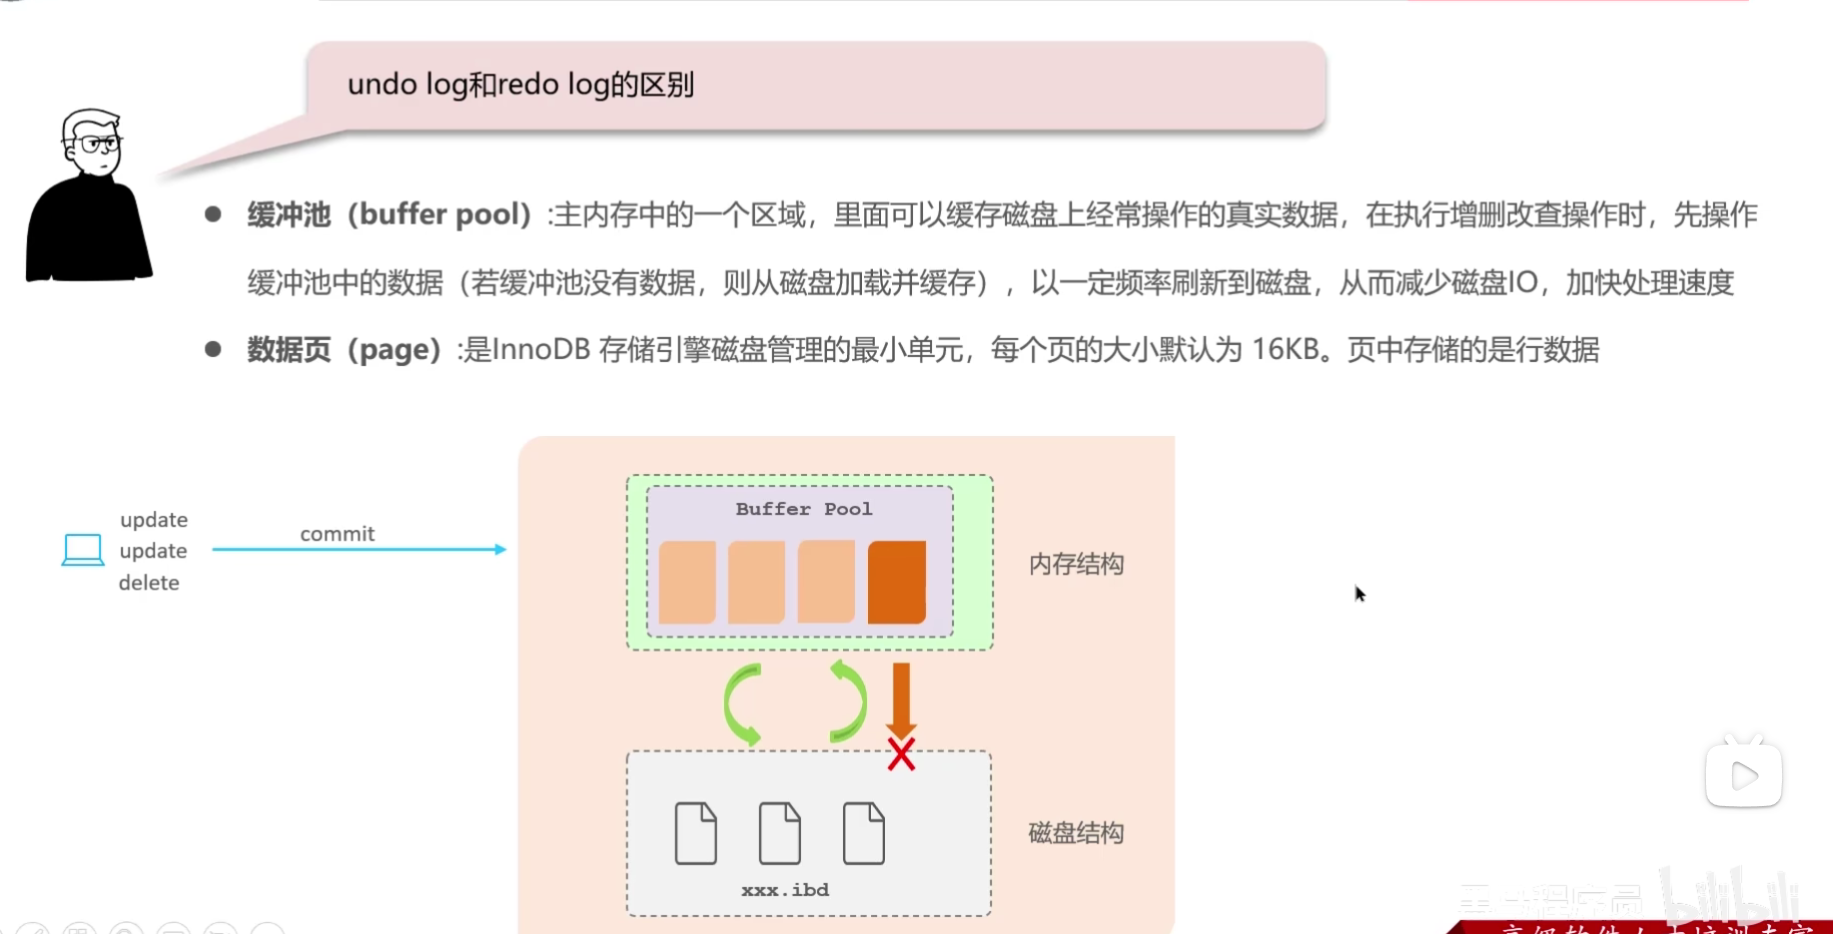 undo log和redo log的区别
缓冲池（buffer pool）:主内存中的一个区域，里面可以缓存磁盘上经常操作的真实数据，在执行增删改查操作时，先操作
缓冲池中的数据（若缓冲池没有数据，则从磁盘加载并缓存），以一定频率刷新到磁盘，从而减少磁盘IO，加快处理速度
数据页（page）:是InnoDB 存储引擎磁盘管理的最小单元，每个页的大小默认为 16KB。页中存储的是行数据
update
update
delete
commit
Buffer Pool
内存结构
磁盘结构
xxx.ibd
bilibili